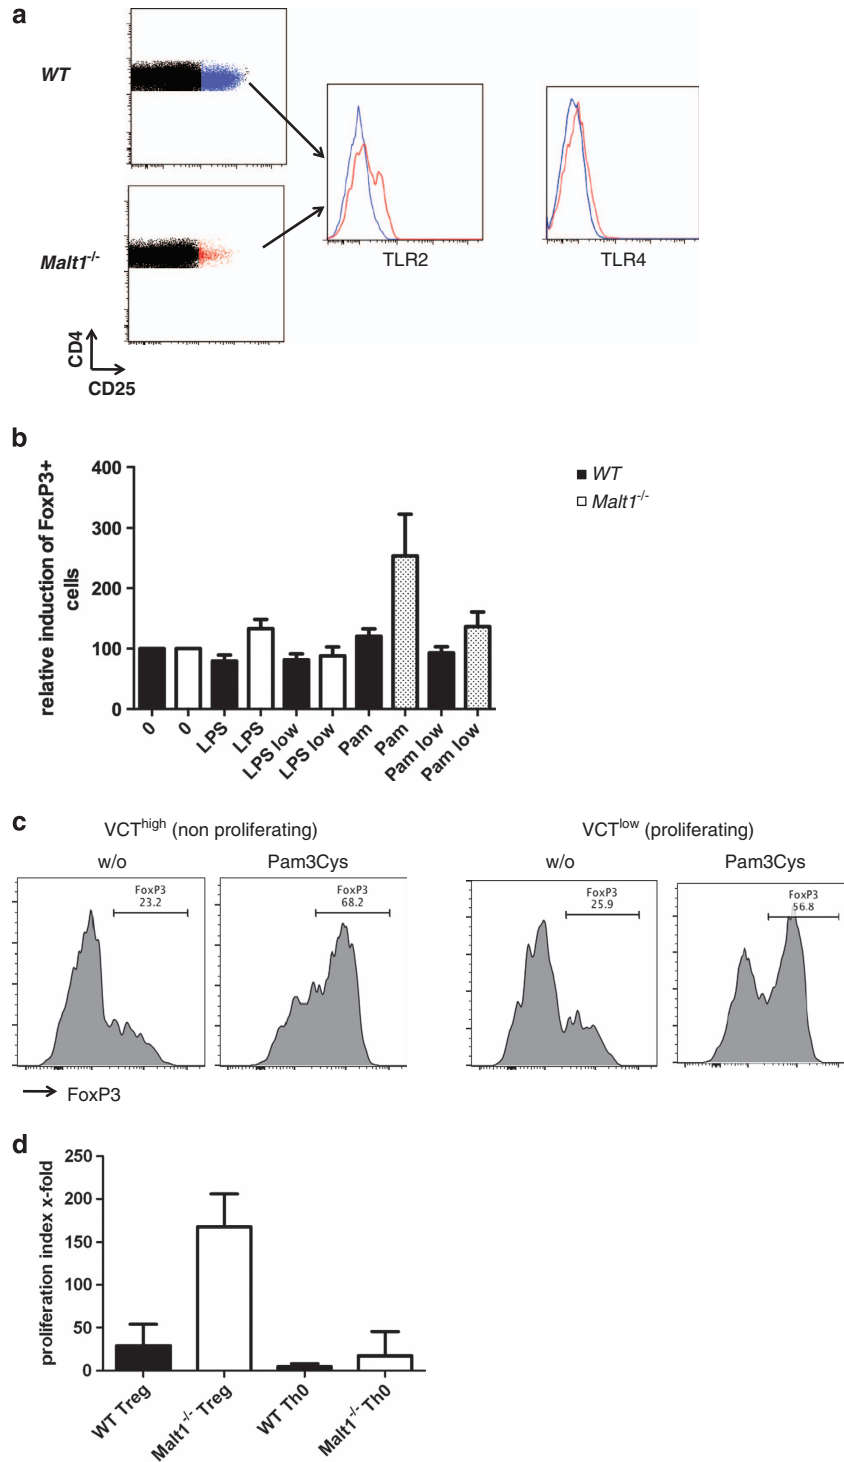 a
WT
Malt1-/-
TLR2
TLR4
CD4
CD25
b
relative induction of FoxP3+
cells
400
300
200
100
0
0
0
LPS
LPS
LPS low
LPS low
Pam
Pam
Pam low
Pam low
WT
Malt1-/-
c
VCThigh (non proliferating)
VCTlow (proliferating)
w/o
Pam3Cys
w/o
Pam3Cys
FoxP3
23.2
FoxP3
68.2
FoxP3
25.9
FoxP3
56.8
FoxP3
d
proliferation index x-fold
250
200
150
100
50
0
WT Treg
Malt1-/- Treg
WT Th0
Malt1-/- Th0